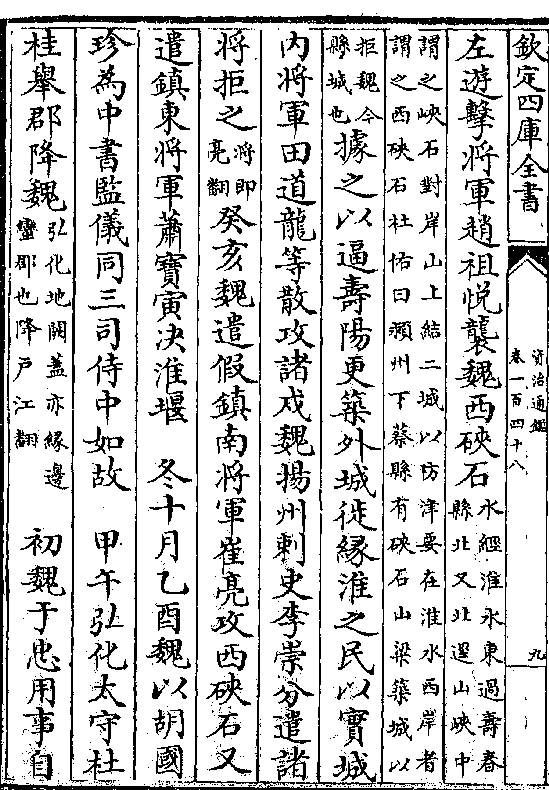 欽定四庫全書
資治通鑑
卷一百四十八
九
左遊擊將軍趙祖悅襲魏西硤石水經淮水東過壽春縣北又北逕山峽中
謂之峽石對岸山上結二城以防津要在淮水西岸者
謂之西硤石杜佑曰潁州下蔡縣有硤石山梁築城以
拒魏今縣城也據之以逼壽陽更築外城徙緣淮之民以實城
內將軍田道龍等散攻諸戍魏揚州刺史李崇分遣諸
將拒之將即亮翻癸亥魏遣假鎮南將軍崔亮攻西硤石又
遣鎮東將軍蕭寶寅決淮堰 冬十月乙酉魏以胡國
珍為中書監儀同三司侍中如故 甲午弘化太守杜
桂舉郡降魏弘化地闕蓋亦緣邊蠻郡也降戶江翻 初魏于忠用事自